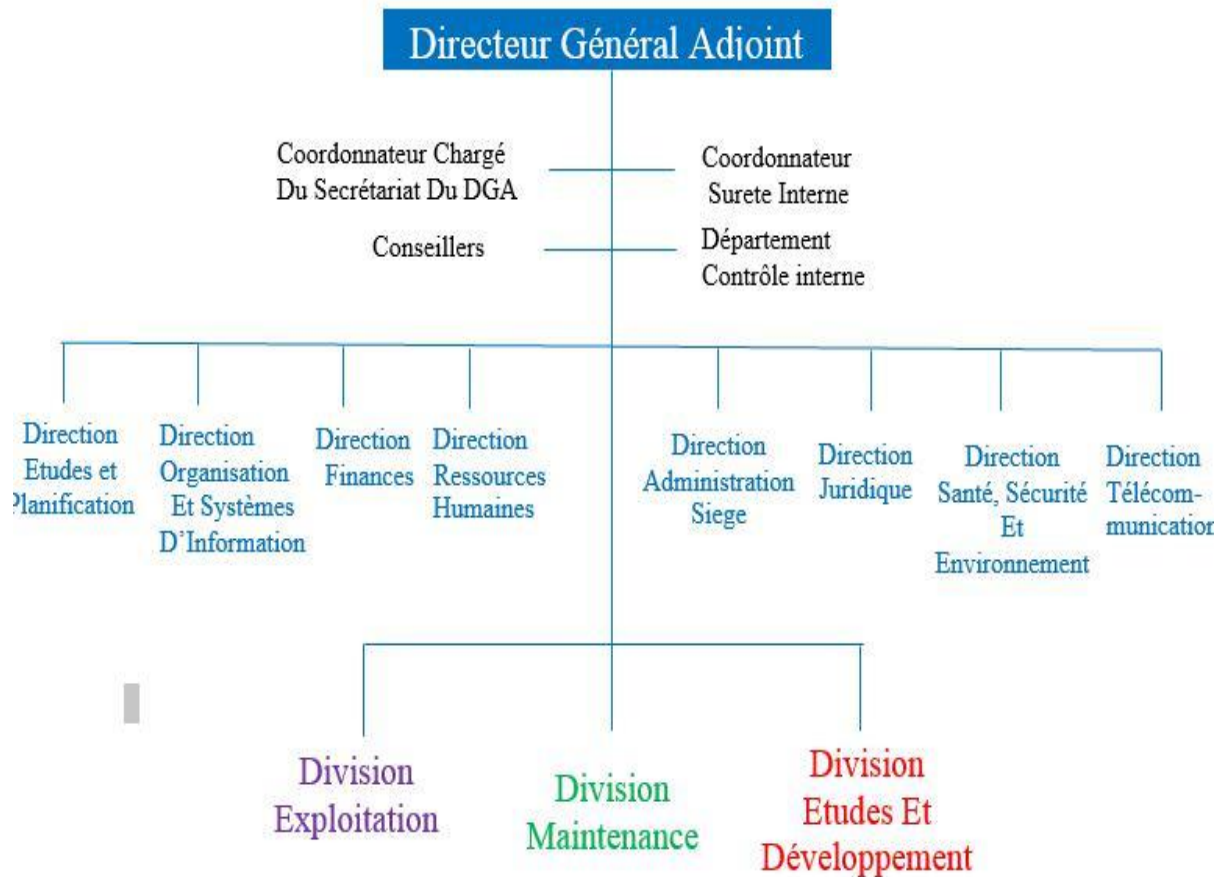 Directeur Général Adjoint
Coordonnateur Chargé
Du Secrétariat Du DGA
Coordonnateur
Surete Interne
Conseillers
Département
Contrôle interne
Direction
Etudes et
Planification
Direction
Organisation
Et Systèmes
D'Information
Direction
Finances
Direction
Ressources
Humaines
Direction
Administration
Siege
Direction
Juridique
Direction
Santé, Sécurité
Et
Environnement
Direction
Télécom-
munication
Division
Exploitation
Division
Maintenance
Division
Etudes Et
Développement